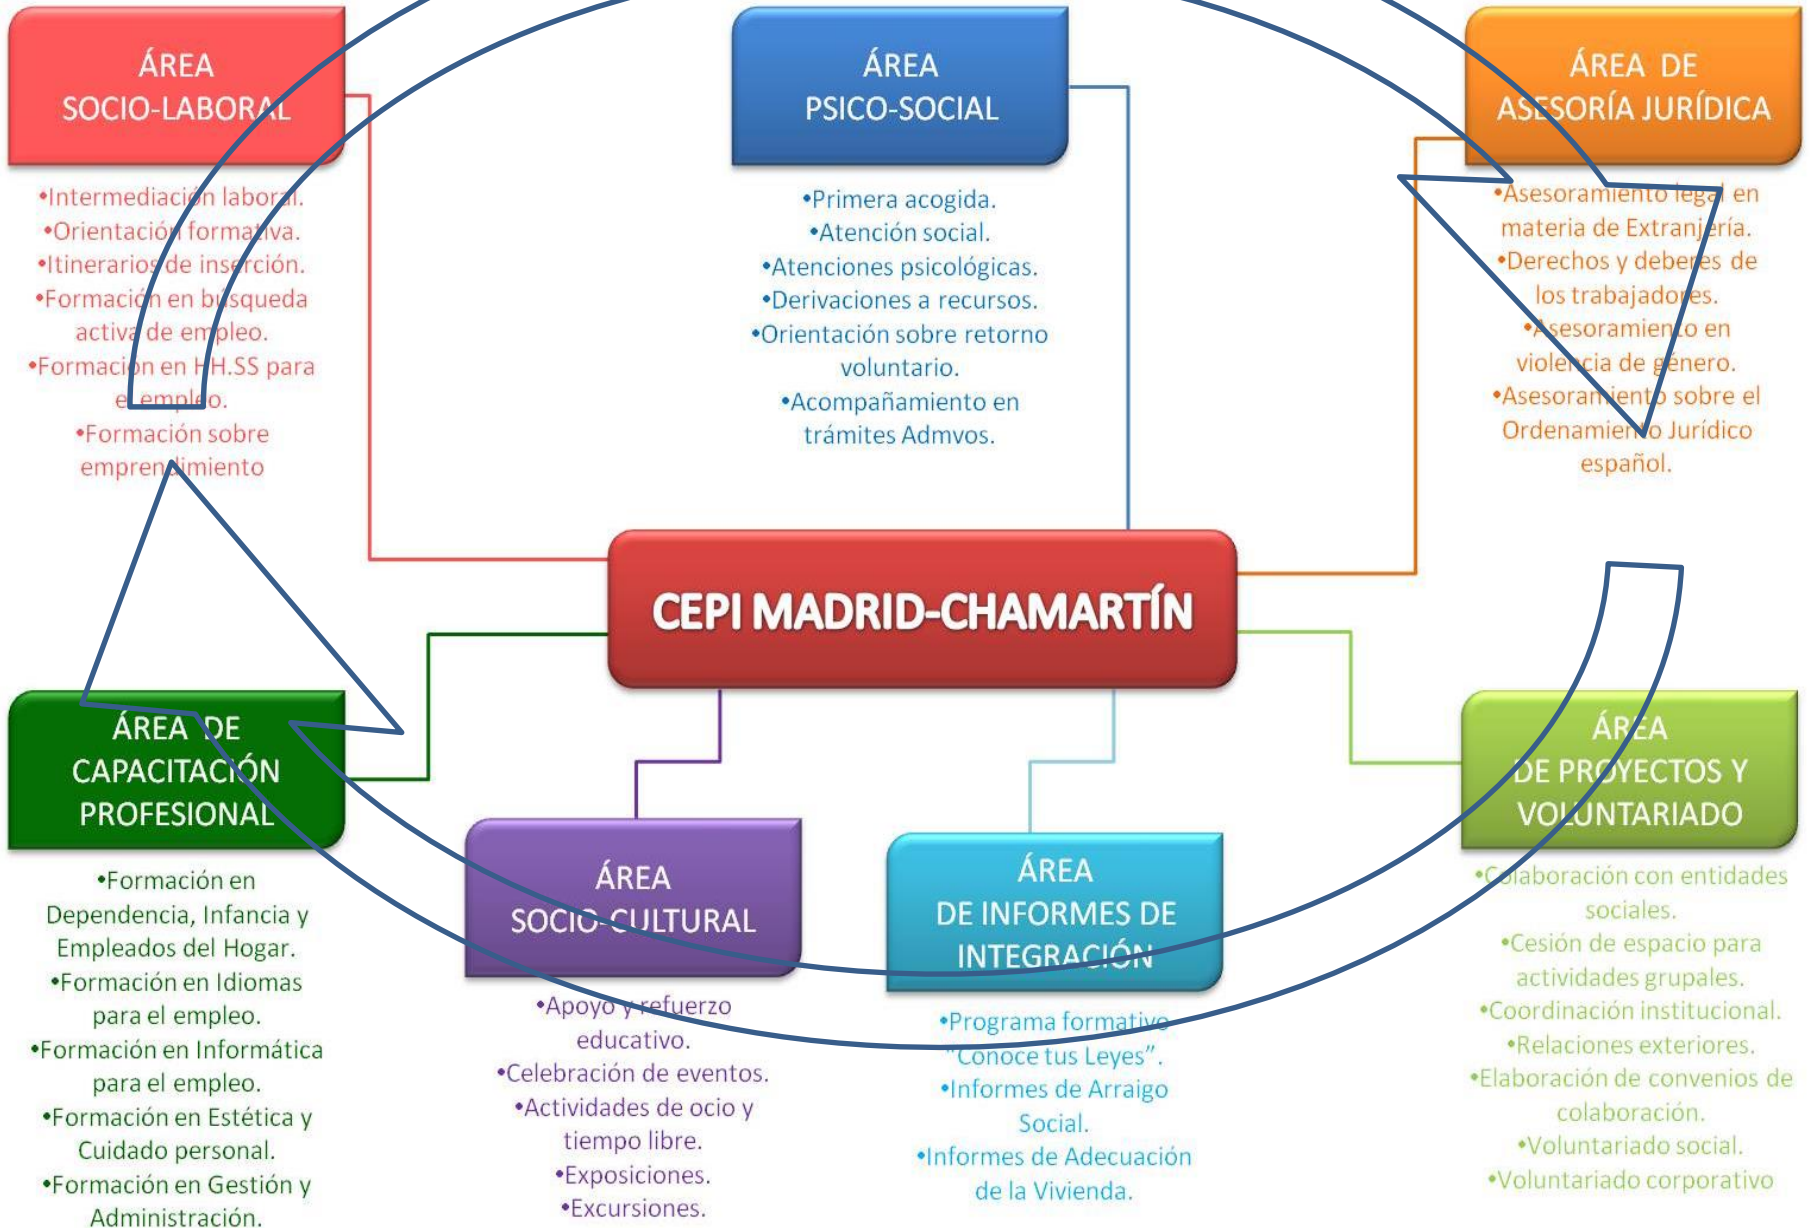 ÁREA
SOCIO-LABORAL
•Intermediación laboral.
•Orientación formativa.
•Itinerarios de inserción.
•Formación en búsqueda
activa de empleo.
•Formación en HH.SS para
el empleo.
•Formación sobre
emprendimiento
ÁREA
PSICO-SOCIAL
•Primera acogida.
•Atención social.
•Atenciones psicológicas.
•Derivaciones a recursos.
•Orientación sobre retorno
voluntario.
•Acompañamiento en
trámites Admvos.
ÁREA DE
ASESORÍA JURÍDICA
•Asesoramiento legal en
materia de Extranjería.
•Derechos y deberes de
los trabajadores.
•Asesoramiento en
violencia de género.
•Asesoramiento sobre el
Ordenamiento Jurídico
español.
CEPI MADRID-CHAMARTÍN
ÁREA DE
CAPACITACIÓN
PROFESIONAL
•Formación en
Dependencia, Infancia y
Empleados del Hogar.
•Formación en Idiomas
para el empleo.
•Formación en Informática
para el empleo.
•Formación en Estética y
Cuidado personal.
•Formación en Gestión y
Administración.
ÁREA
SOCIO-CULTURAL
•Apoyo y refuerzo
educativo.
•Celebración de eventos.
•Actividades de ocio y
tiempo libre.
•Exposiciones.
•Excursiones.
ÁREA
DE INFORMES DE
INTEGRACIÓN
•Programa formativo
"Conoce tus Leyes”.
•Informes de Arraigo
Social.
•Informes de Adecuación
de la Vivienda.
ÁREA
DE PROYECTOS Y
VOLUNTARIADO
•Colaboración con entidades
sociales.
•Cesión de espacio para
actividades grupales.
•Coordinación institucional.
•Relaciones exteriores.
•Elaboración de convenios de
colaboración.
•Voluntariado social.
•Voluntariado corporativo